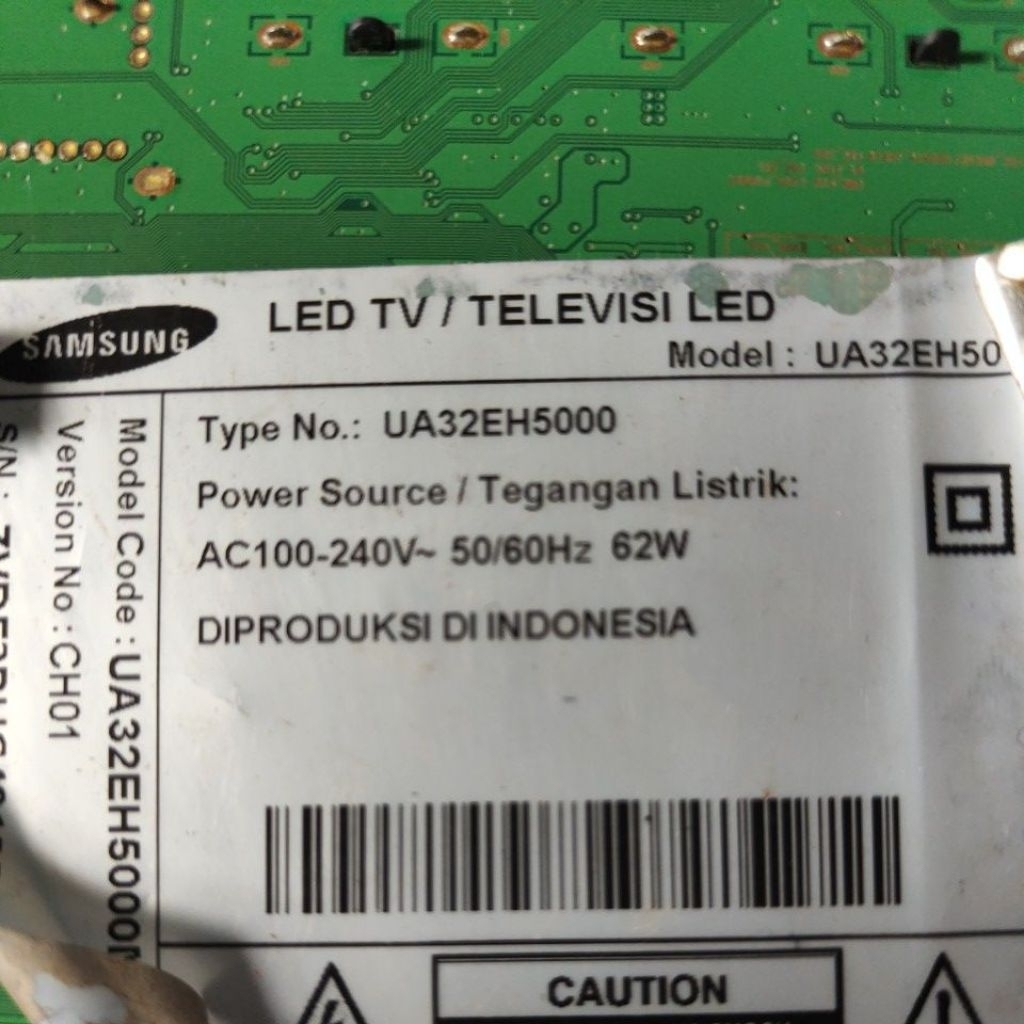 SAMSUNG
LED TV / TELEVISI LED
Model : UA32EH50
Type No.: UA32EH5000
Power Source / Tegangan Listrik:
AC100-240V~ 50/60Hz 62W
DIPRODUKSI DI INDONESIA
Model Code : UA32EH5000
Version No : CH01
S/N :
CAUTION